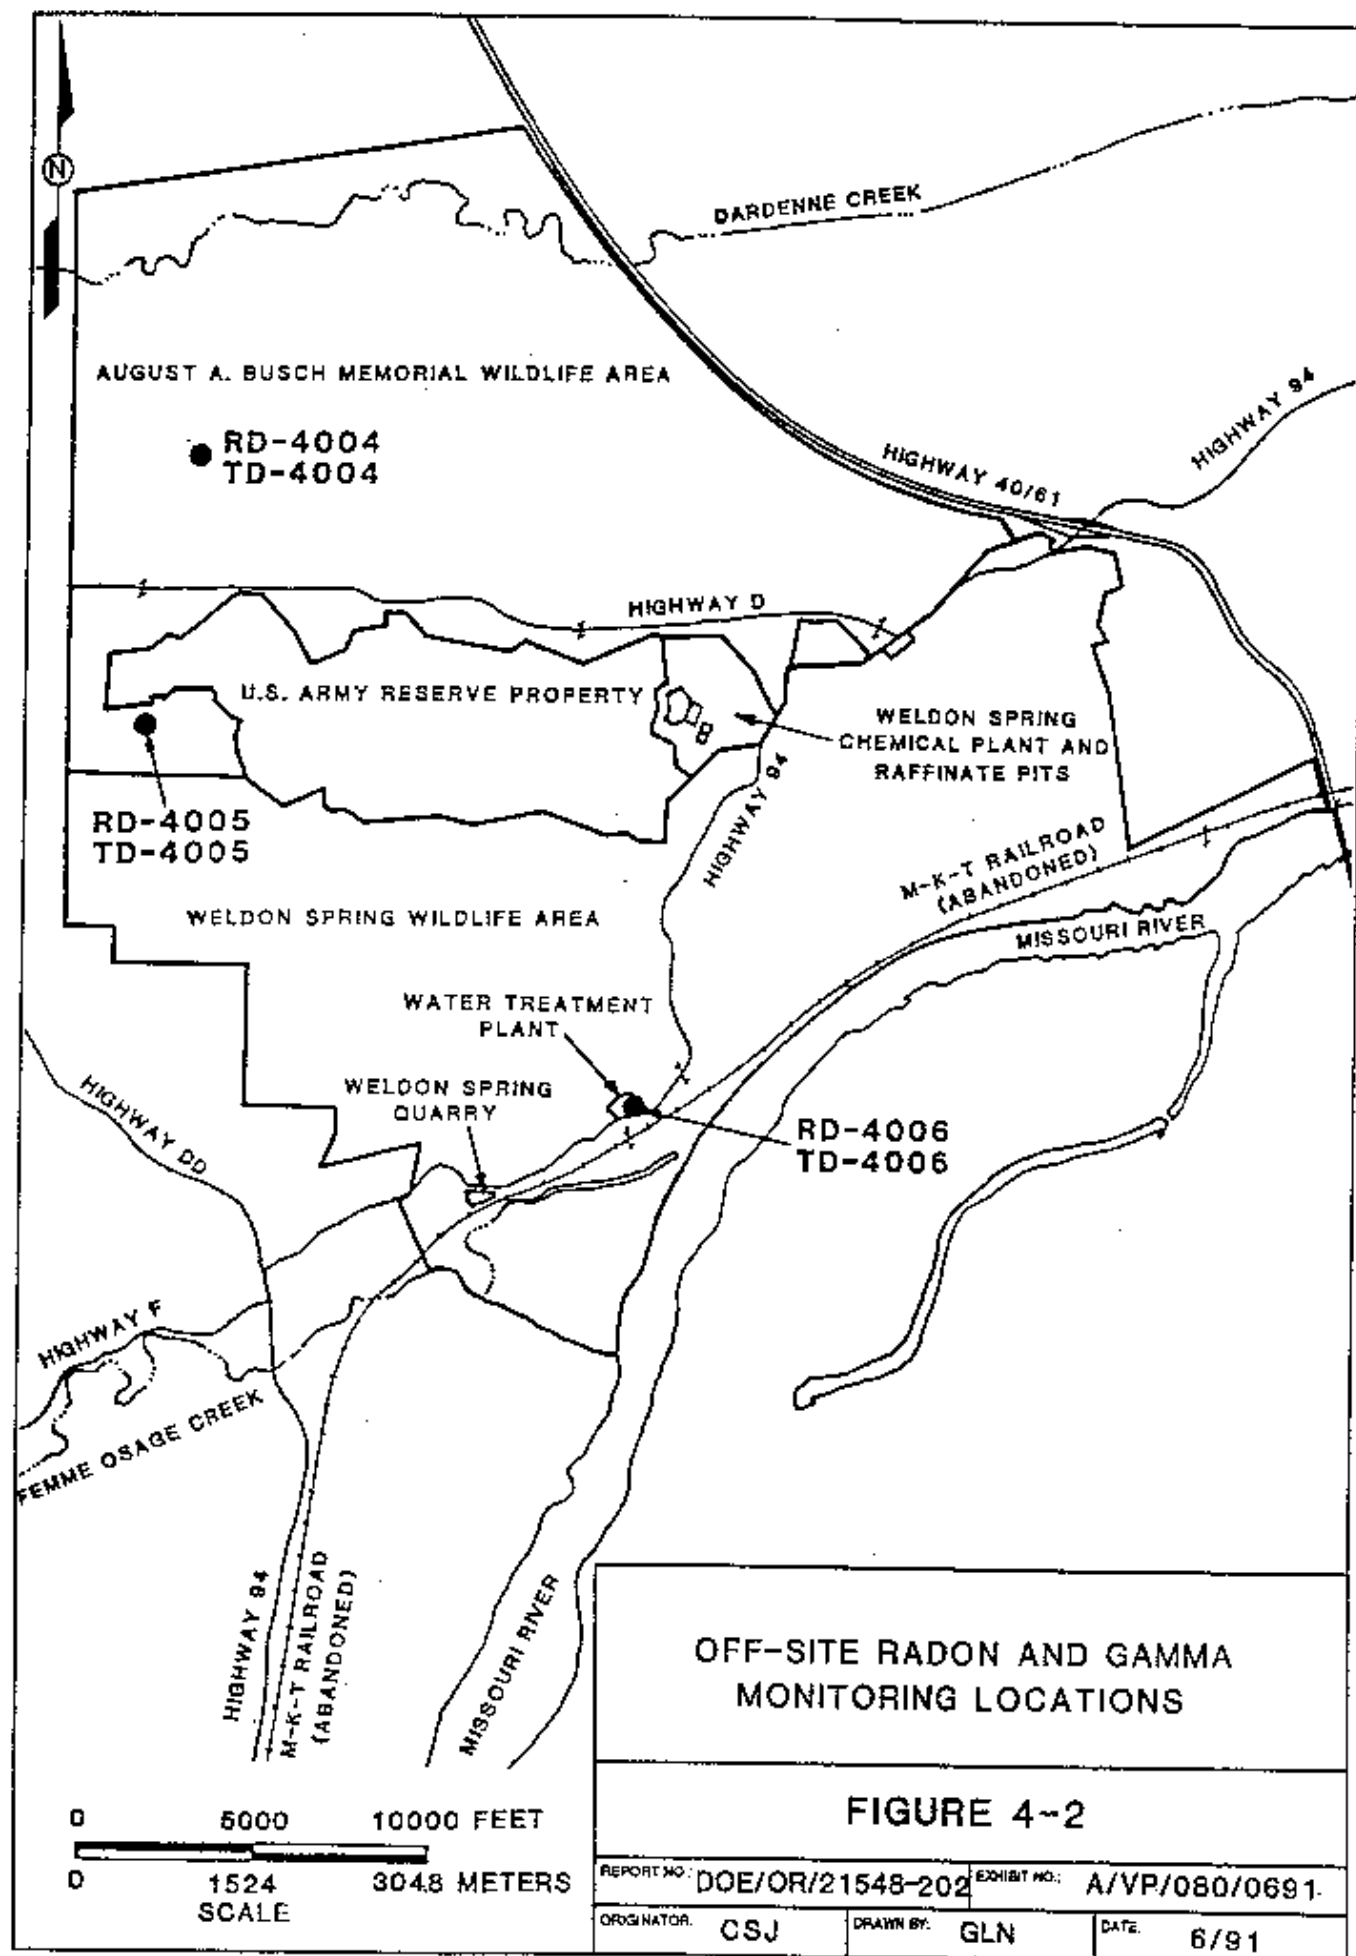 N
DARDENNE CREEK
AUGUST A. BUSCH MEMORIAL WILDLIFE AREA
HIGHWAY 94
RD-4004
TD-4004
HIGHWAY 40/61
HIGHWAY D
U.S. ARMY RESERVE PROPERTY
WELDON SPRING
CHEMICAL PLANT AND
RAFFINATE PITS
HIGHWAY 94
RD-4005
TD-4005
M-K-T RAILROAD
(ABANDONED)
WELDON SPRING WILDLIFE AREA
MISSOURI RIVER
WATER TREATMENT
PLANT
WELDON SPRING
QUARRY
HIGHWAY DD
RD-4006
TD-4006
HIGHWAY F
FEMME OSAGE CREEK
HIGHWAY 94
M-K-T RAILROAD
(ABANDONED)
MISSOURI RIVER
OFF-SITE RADON AND GAMMA
MONITORING LOCATIONS
FIGURE 4-2
0 5000 10000 FEET
0 1524 3048 METERS
SCALE
REPORT NO.: DOE/OR/21548-202 EXHIBIT NO.: A/VP/080/0691
ORIGINATOR: CSJ DRAWN BY: GLN DATE: 6/91